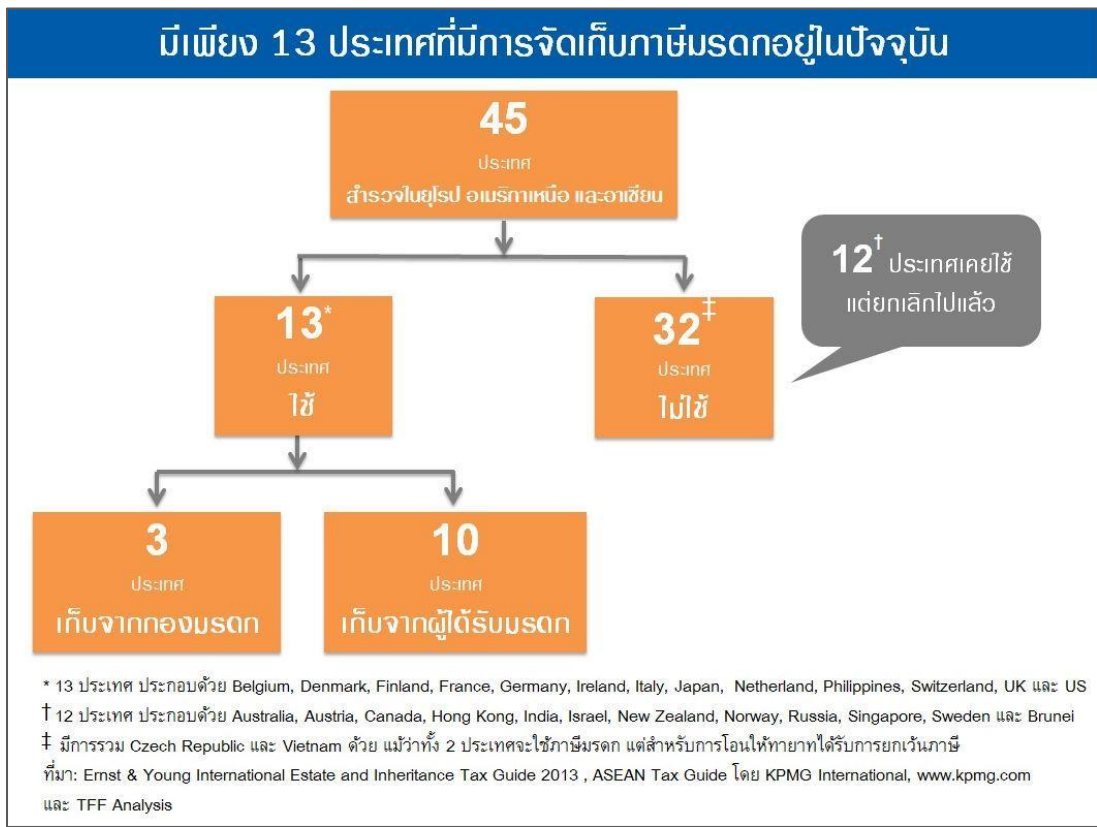 มีเพียง 13 ประเทศที่มีการจัดเก็บภาษีมรดกอยู่ในปัจจุบัน
45
ประเทศ
สำรวจในยุโรป อเมริกาเหนือ และอาเซียน
12† ประเทศเคยใช้
แต่ยกเลิกไปแล้ว
13*
ประเทศ
ใช้
32‡
ประเทศ
ไม่ใช้
3
ประเทศ
เก็บจากกองมรดก
10
ประเทศ
เก็บจากผู้ได้รับมรดก
* 13 ประเทศ ประกอบด้วย Belgium, Denmark, Finland, France, Germany, Ireland, Italy, Japan, Netherland, Philippines, Switzerland, UK และ US
† 12 ประเทศ ประกอบด้วย Australia, Austria, Canada, Hong Kong, India, Israel, New Zealand, Norway, Russia, Singapore, Sweden และ Brunei
‡ มีการรวม Czech Republic และ Vietnam ด้วย แม้ว่าทั้ง 2 ประเทศจะใช้ภาษีมรดก แต่สำหรับการโอนให้ทายาทได้รับการยกเว้นภาษี
ที่มา: Ernst & Young International Estate and Inheritance Tax Guide 2013 , ASEAN Tax Guide โดย KPMG International, www.kpmg.com
และ TFF Analysis